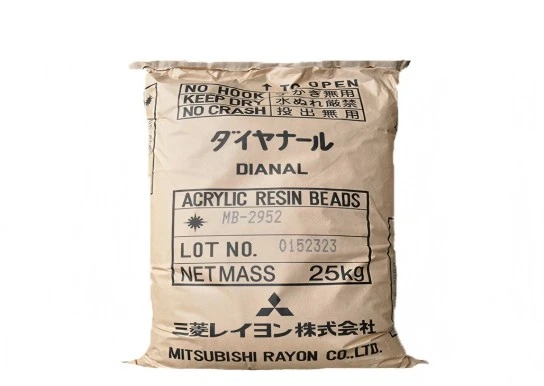 ↑ TO OPEN
NO HOOK 手かぎ無用
KEEP DRY 水ぬれ厳禁
NO CRASH 投出無用
ダイヤナール
DIANAL
ACRYLIC RESIN BEADS
MB-2952
LOT NO. 0152323
NET MASS 25kg
三菱レイヨン株式会社
MITSUBISHI RAYON CO.,LTD.